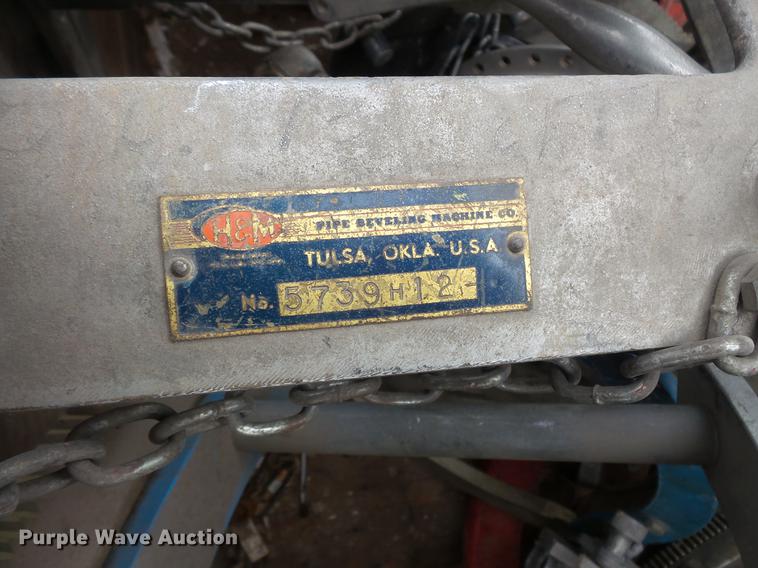 H&M
PIPE BEVELING MACHINE CO.
TULSA, OKLA. U.S.A
No. 5739H12
Purple Wave Auction